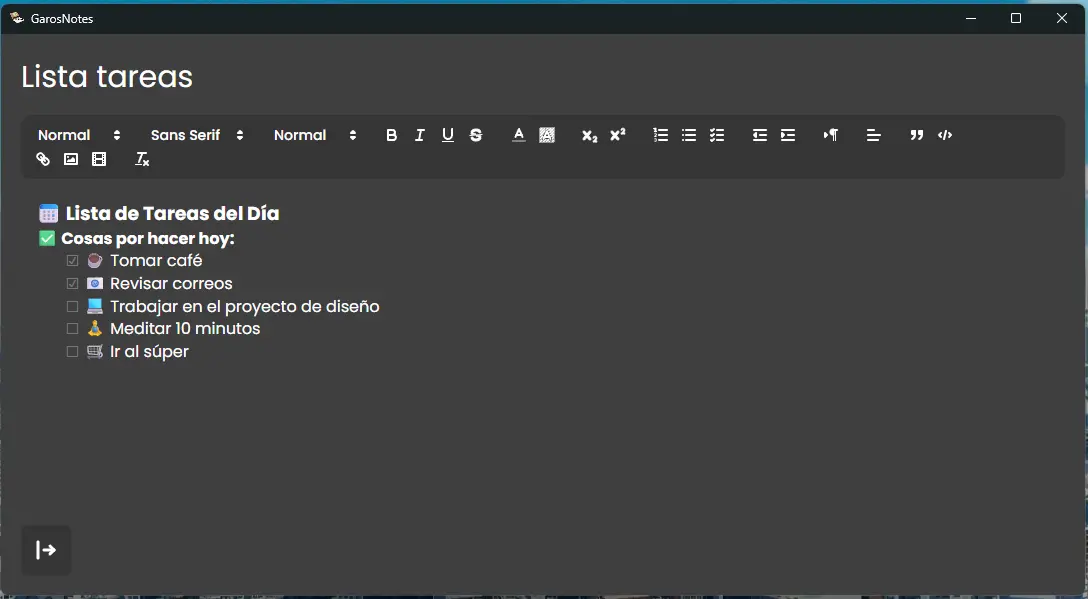 GarosNotes
Lista tareas
Normal Sans Serif Normal
Lista de Tareas del Día
Cosas por hacer hoy:
Tomar café
Revisar correos
Trabajar en el proyecto de diseño
Meditar 10 minutos
Ir al súper